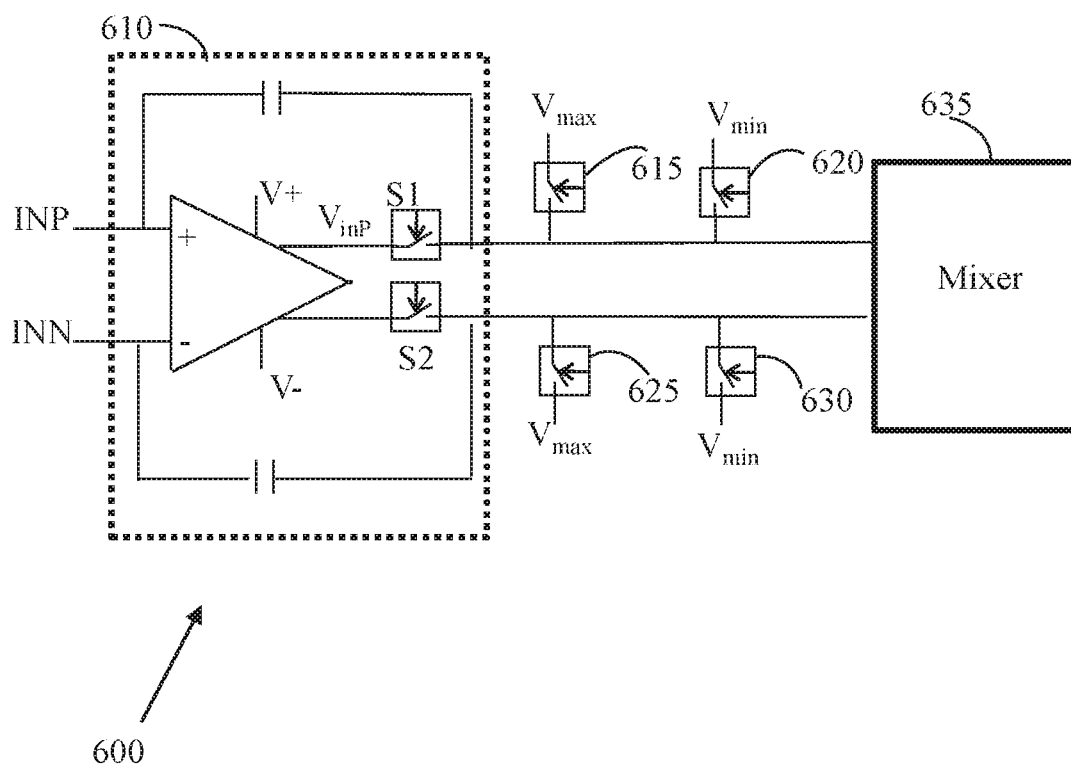 610
V+
V-
INP
INN
+
-
VinP
S1
S2
Vmax
615
Vmin
620
635
Mixer
625
Vmax
630
Vmin
600